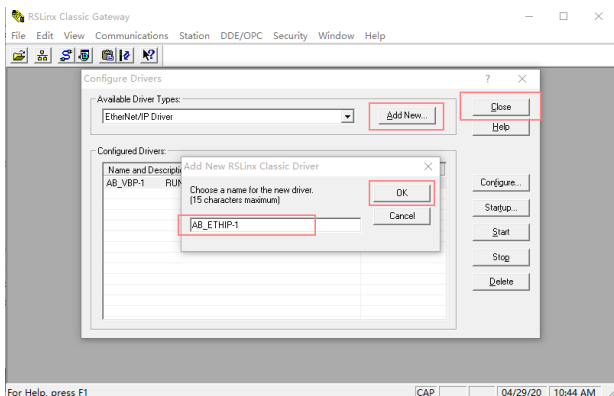 RSLinx Classic Gateway
File Edit View Communications Station DDE/OPC Security Window Help
Configure Drivers ?
Available Driver Types:
EtherNet/IP Driver
Add New...
Close
Help
Configured Drivers:
Name and
AB_VBP-1
Add New RSLinx Classic Driver
Choose a name for the new driver.
(15 characters maximum)
AB_ETHIP-1
OK
Cancel
Configure...
Startup...
Start
Stop
Delete
For Help, press F1
CAP 04/29/20 10:44 AM